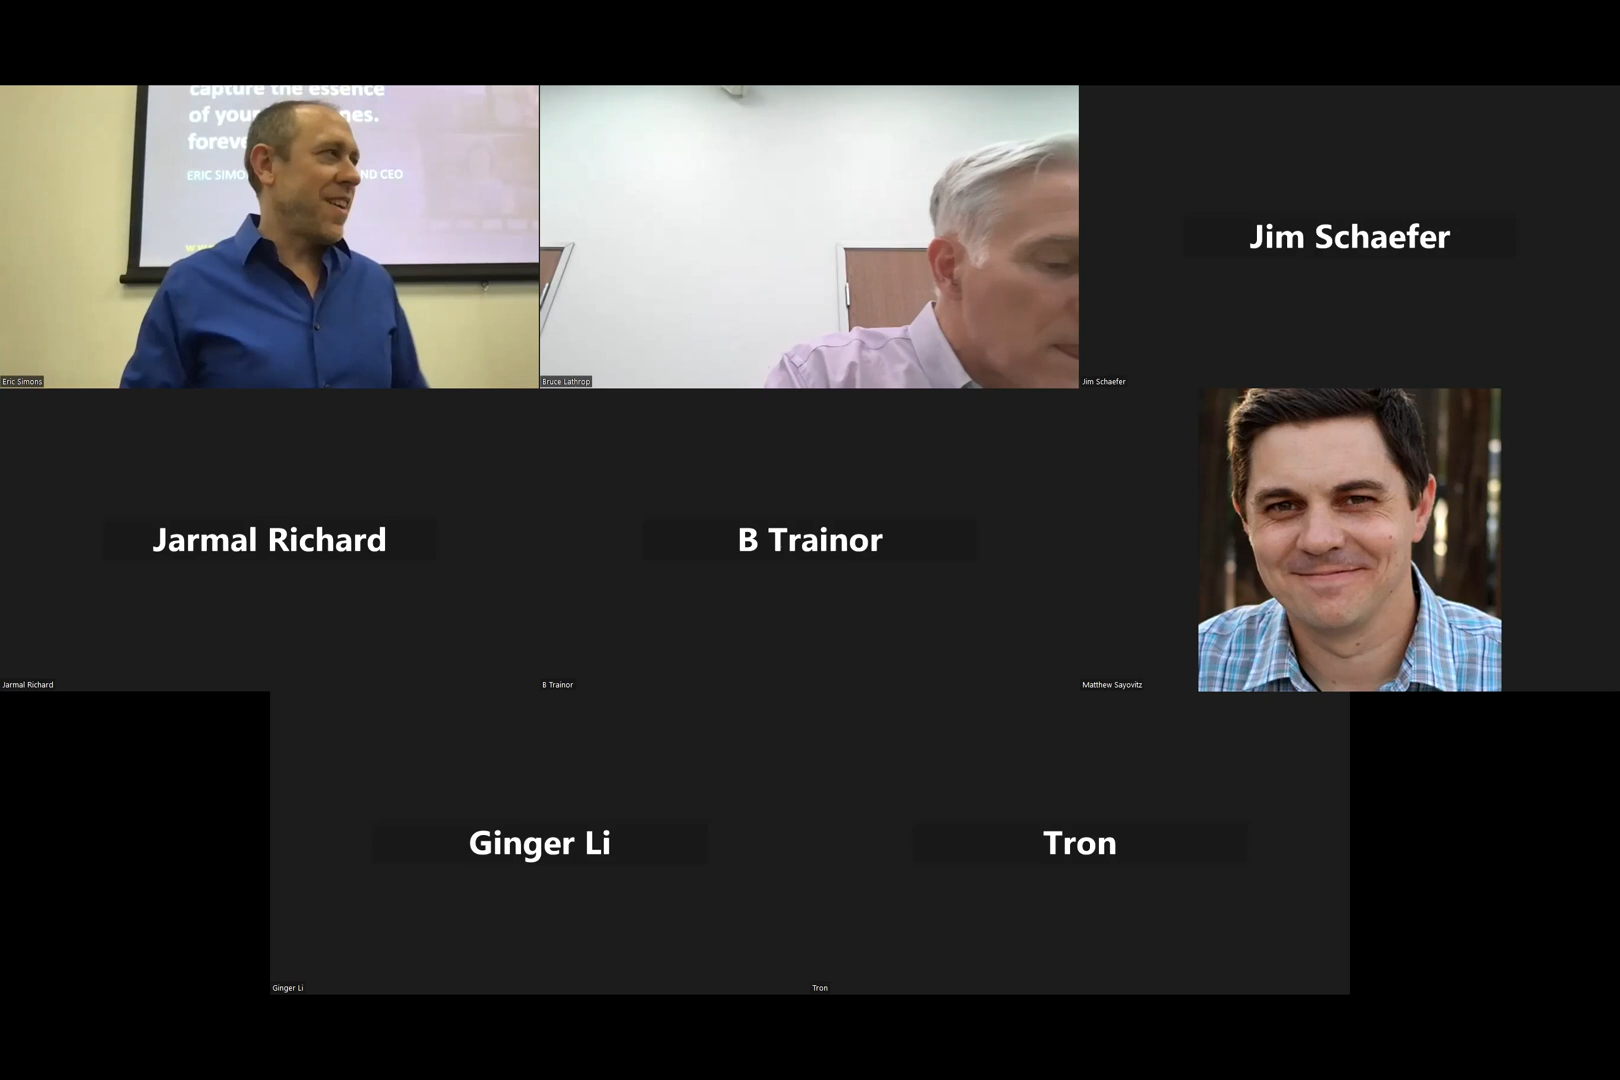 capture the essence
of your nes.
foreve
ERIC SIMO ND CEO
www
Eric Simons
Bruce Lathrop
Jim Schaefer
Jim Schaefer
Jarmal Richard
Jarmal Richard
B Trainor
B Trainor
Matthew Sayovitz
Ginger Li
Ginger Li
Tron
Tron